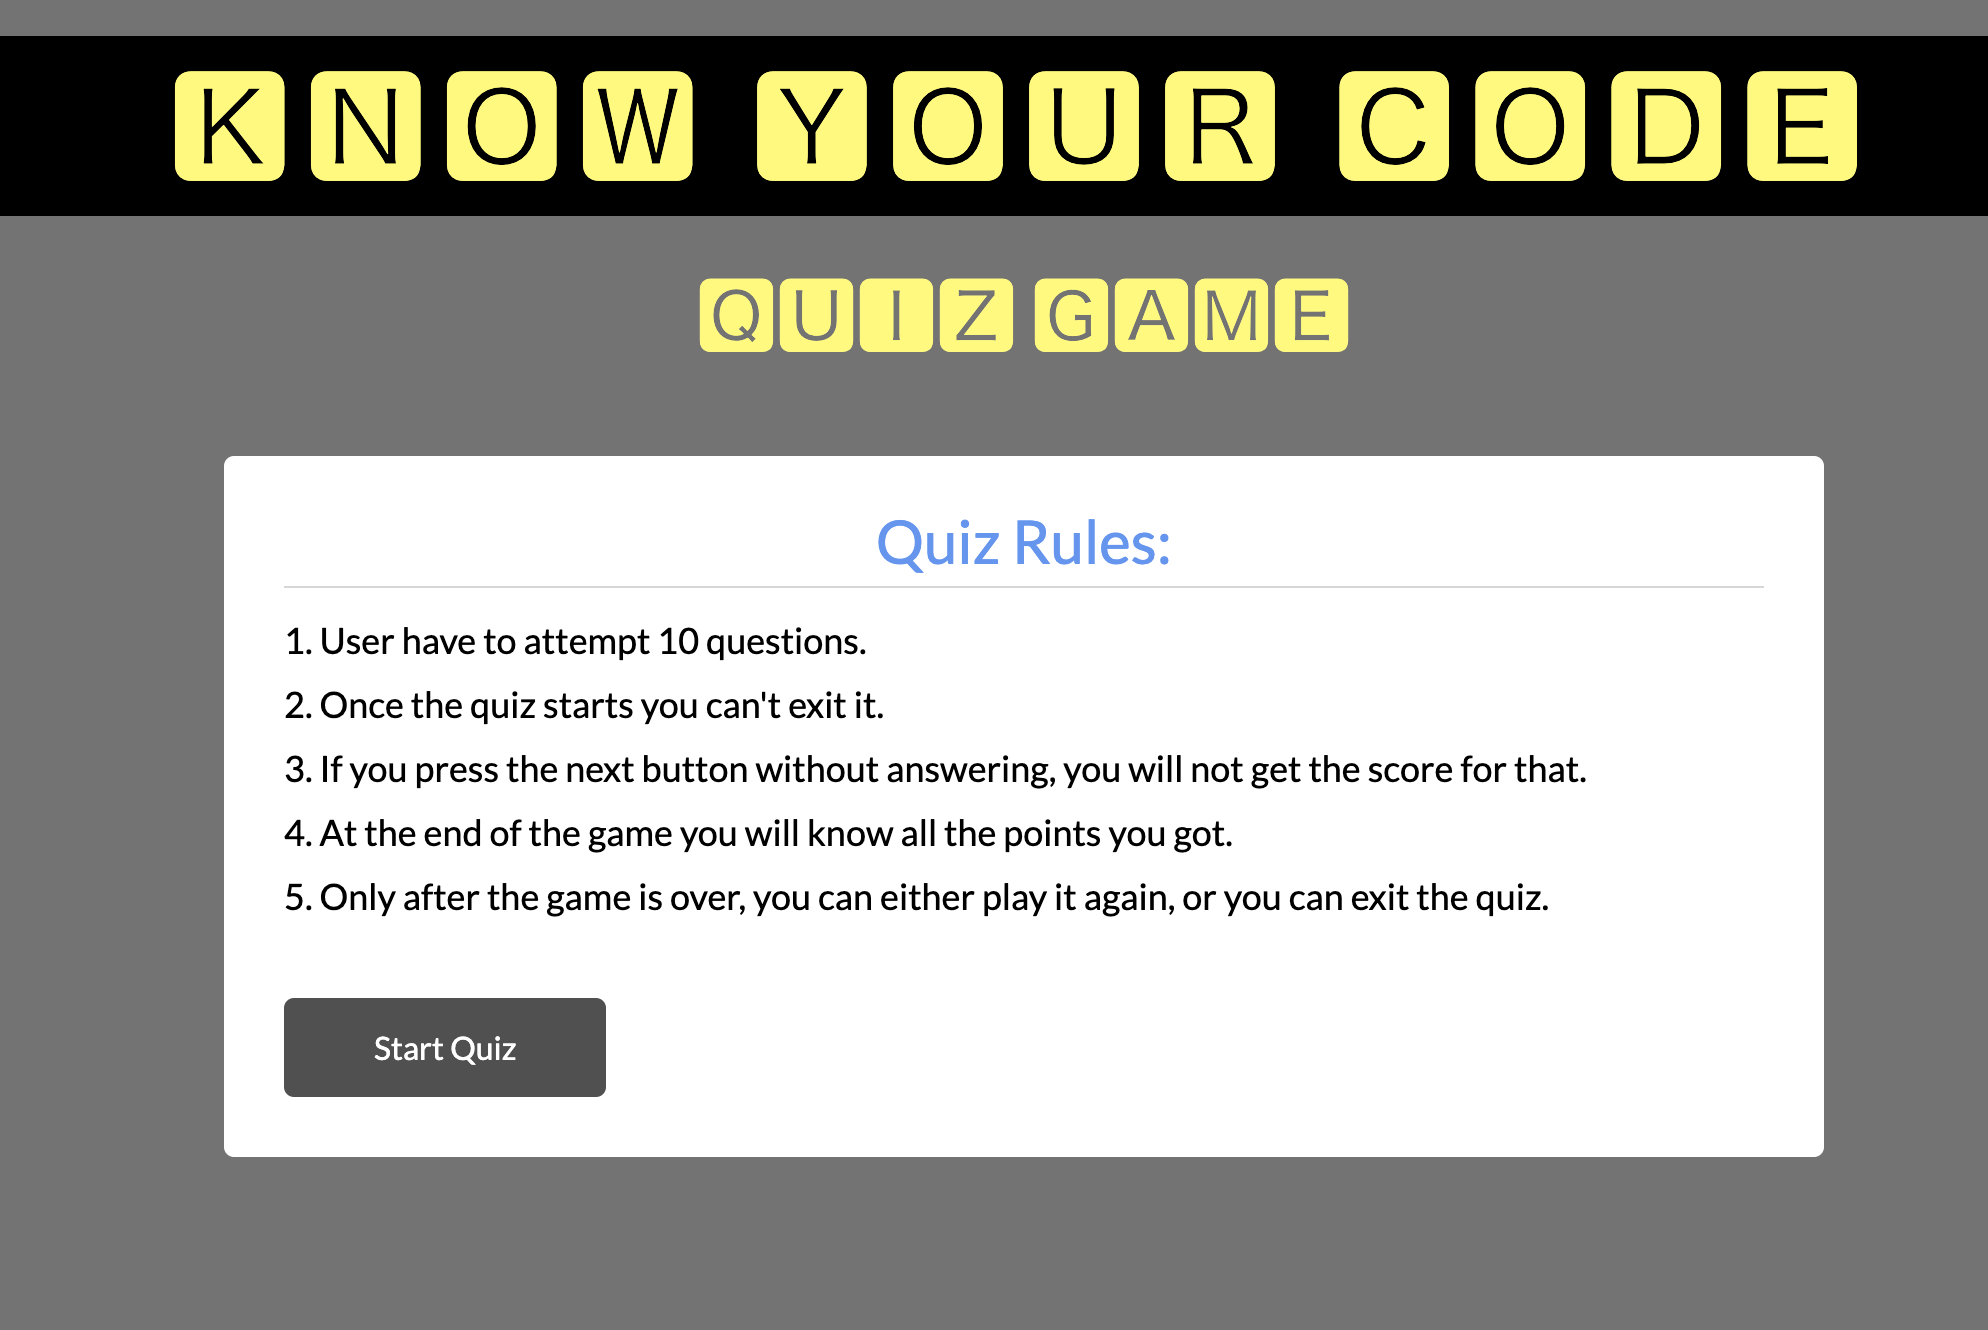 KNOW YOUR CODE
QUIZ GAME
Quiz Rules:
1. User have to attempt 10 questions.
2. Once the quiz starts you can't exit it.
3. If you press the next button without answering, you will not get the score for that.
4. At the end of the game you will know all the points you got.
5. Only after the game is over, you can either play it again, or you can exit the quiz.
Start Quiz